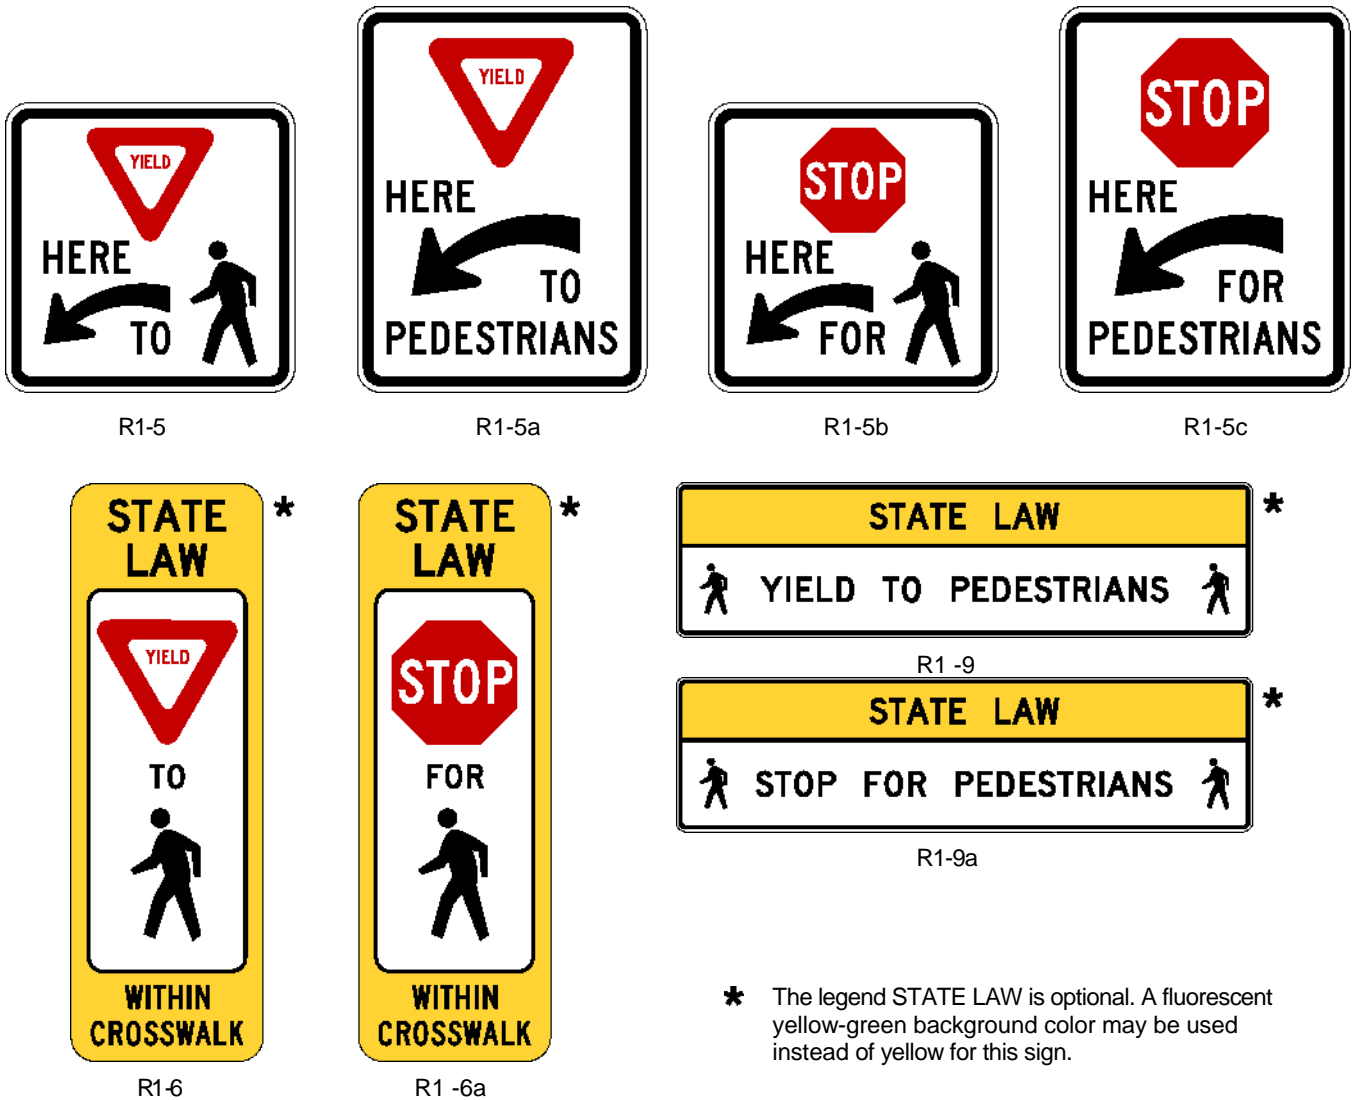 YIELD
HERE
TO
R1-5
YIELD
HERE
TO
PEDESTRIANS
R1-5a
STOP
HERE
FOR
R1-5b
STOP
HERE
FOR
PEDESTRIANS
R1-5c
STATE
LAW
*
YIELD
TO
WITHIN
CROSSWALK
R1-6
STATE
LAW
*
STOP
FOR
WITHIN
CROSSWALK
R1 -6a
STATE LAW
*
YIELD TO PEDESTRIANS
R1 -9
STATE LAW
*
STOP FOR PEDESTRIANS
R1-9a
* The legend STATE LAW is optional. A fluorescent
yellow-green background color may be used
instead of yellow for this sign.